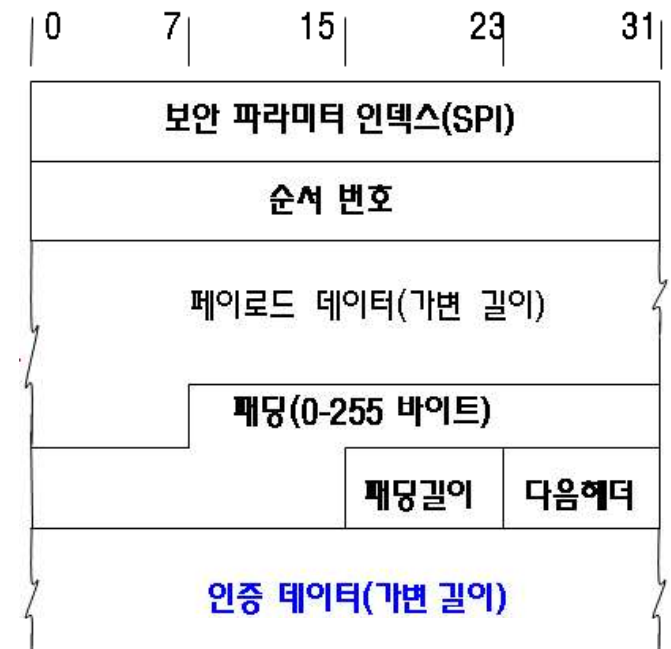 0 7 15 23 31
보안 파라미터 인덱스(SPI)
순서 번호
페이로드 데이터(가변 길이)
패딩(0-255 바이트)
패딩길이 다음헤더
인증 데이터(가변 길이)